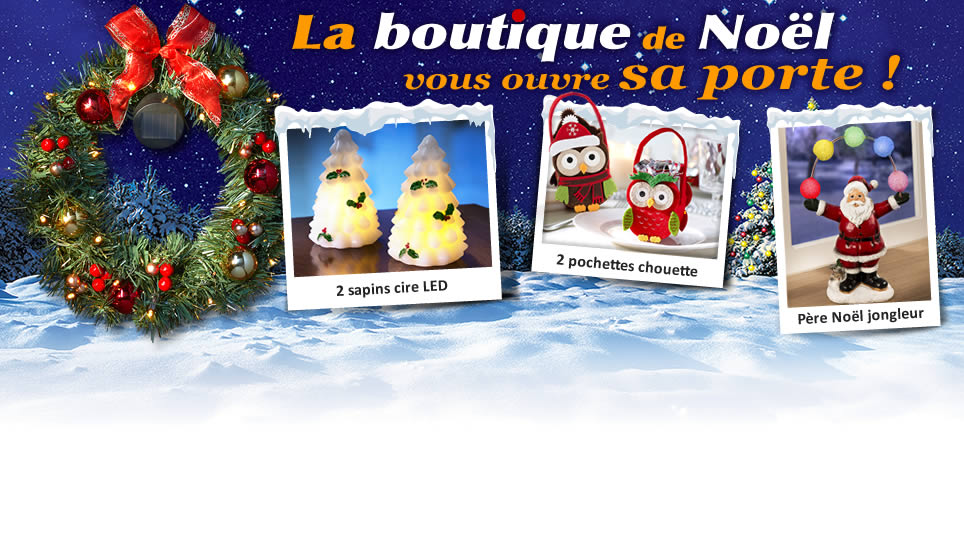 La boutique de Noël
vous ouvre sa porte !
2 sapins cire LED
2 pochettes chouette
Père Noël jongleur